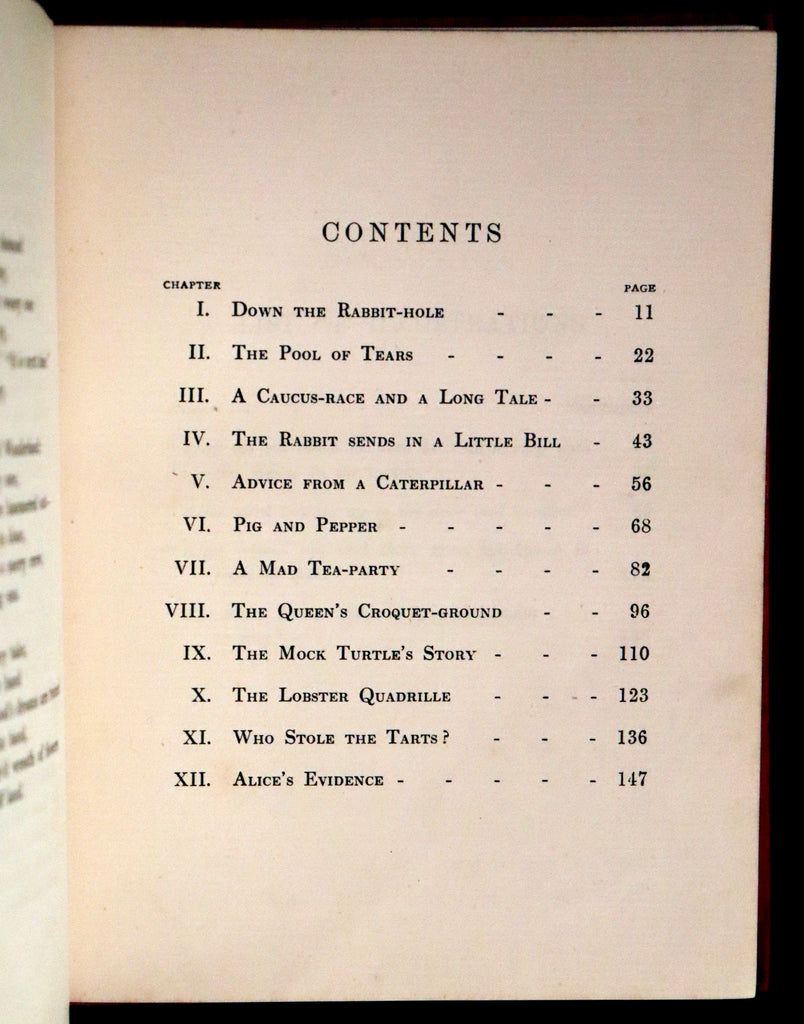 CONTENTS
CHAPTER PAGE
I. DOWN THE RABBIT-HOLE - - - 11
II. THE POOL OF TEARS - - - - 22
III. A CAUCUS-RACE AND A LONG TALE - - 33
IV. THE RABBIT SENDS IN A LITTLE BILL - 43
V. ADVICE FROM A CATERPILLAR - - - 56
VI. PIG AND PEPPER - - - - - 68
VII. A MAD TEA-PARTY - - - - 82
VIII. THE QUEEN'S CROQUET-GROUND - - 96
IX. THE MOCK TURTLE'S STORY - - - 110
X. THE LOBSTER QUADRILLE - - - 123
XI. WHO STOLE THE TARTS? - - - 136
XII. ALICE'S EVIDENCE - - - - - 147